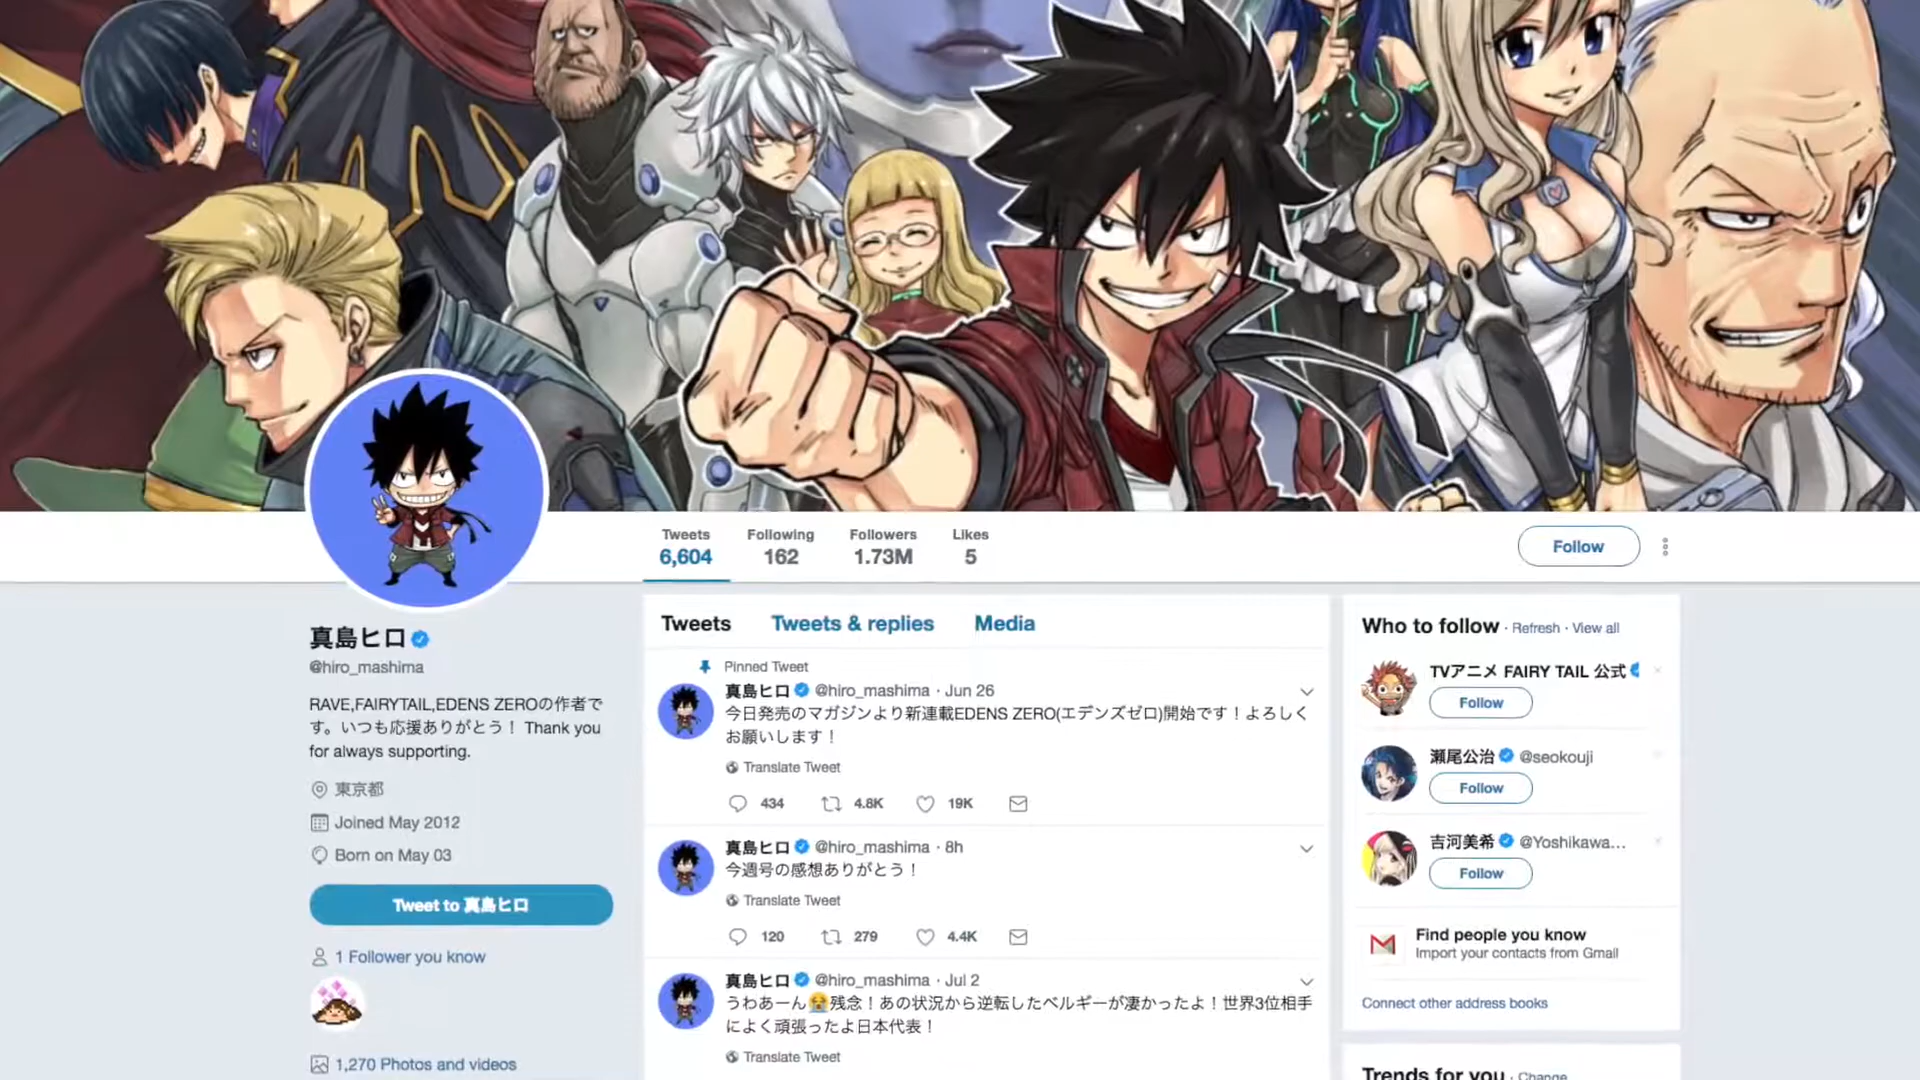 Tweets
6,604
Following
162
Followers
1.73M
Likes
5
Follow
真島ヒロ
@hiro_mashima
RAVE,FAIRYTAIL,EDENS ZEROの作者で
す。いつも応援ありがとう! Thank you
for always supporting.
東京都
Joined May 2012
Born on May 03
Tweet to 真島ヒロ
1 Follower you know
1,270 Photos and videos
Tweets Tweets & replies Media
Pinned Tweet
真島ヒロ @hiro_mashima · Jun 26
今日発売のマガジンより新連載EDENS ZERO(エデンズゼロ)開始です!よろしく
お願いします!
Translate Tweet
434 4.8K 19K
真島ヒロ @hiro_mashima · 8h
今週号の感想ありがとう!
Translate Tweet
120 279 4.4K
真島ヒロ @hiro_mashima · Jul 2
うわあーん😭残念!あの状況から逆転したベルギーが凄かったよ!世界3位相手
によく頑張ったよ日本代表!
Translate Tweet
Who to follow · Refresh · View all
TVアニメ FAIRY TAIL 公式
Follow
瀬尾公治 @seokouji
Follow
吉河美希 @Yoshikawa...
Follow
Find people you know
Import your contacts from Gmail
Connect other address books
Trends for you · Change